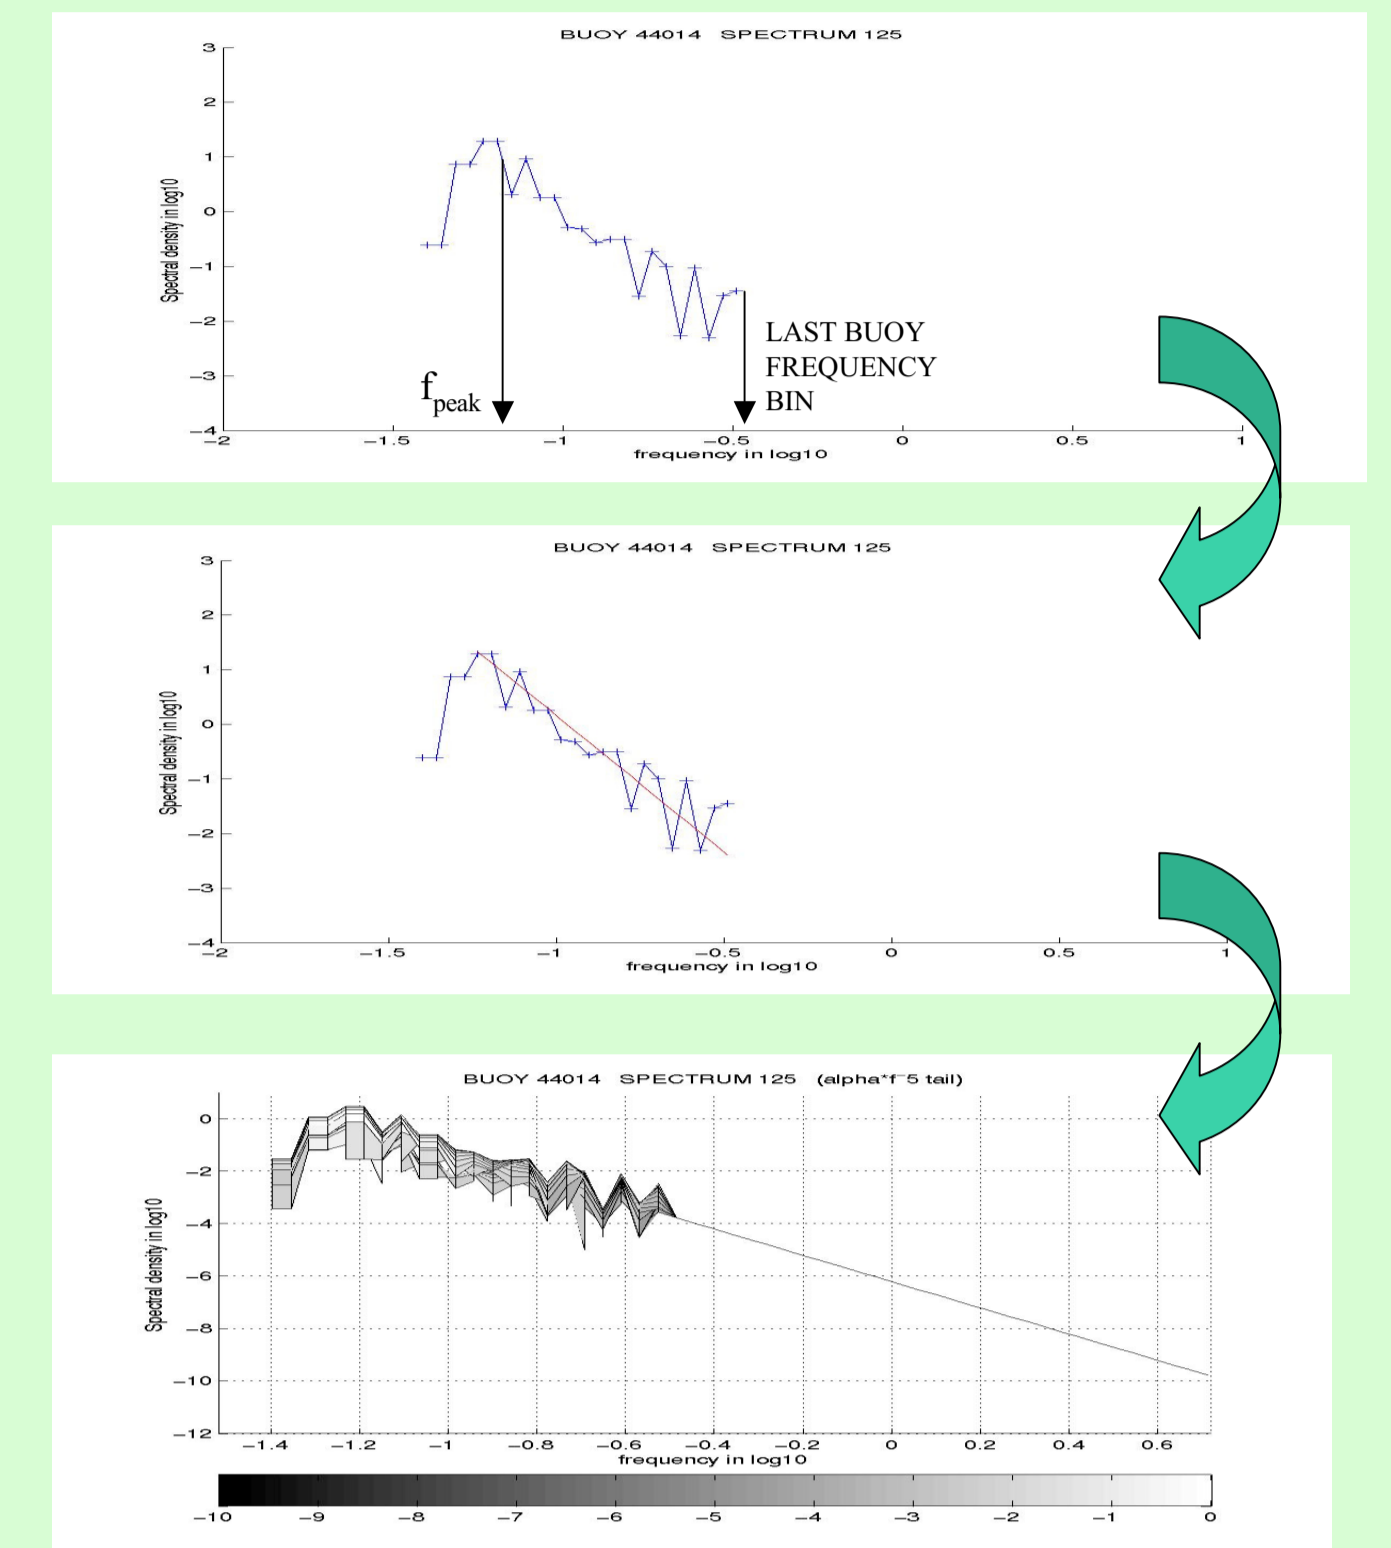 BUOY 44014 SPECTRUM 125
3
2
1
0
−1
−2
−3
−4
Spectral density in log10
f peak
LAST BUOY
FREQUENCY
BIN
−2 −1.5 −1 −0.5 0 0.5 1
frequency in log10
BUOY 44014 SPECTRUM 125
3
2
1
0
−1
−2
−3
−4
Spectral density in log10
−2 −1.5 −1 −0.5 0 0.5 1
frequency in log10
BUOY 44014 SPECTRUM 125 (alpha*f⁻5 tail)
0
−2
−4
−6
−8
−10
−12
Spectral density in log10
−1.4 −1.2 −1 −0.8 −0.6 −0.4 −0.2 0 0.2 0.4 0.6
frequency in log10
−10 −9 −8 −7 −6 −5 −4 −3 −2 −1 0